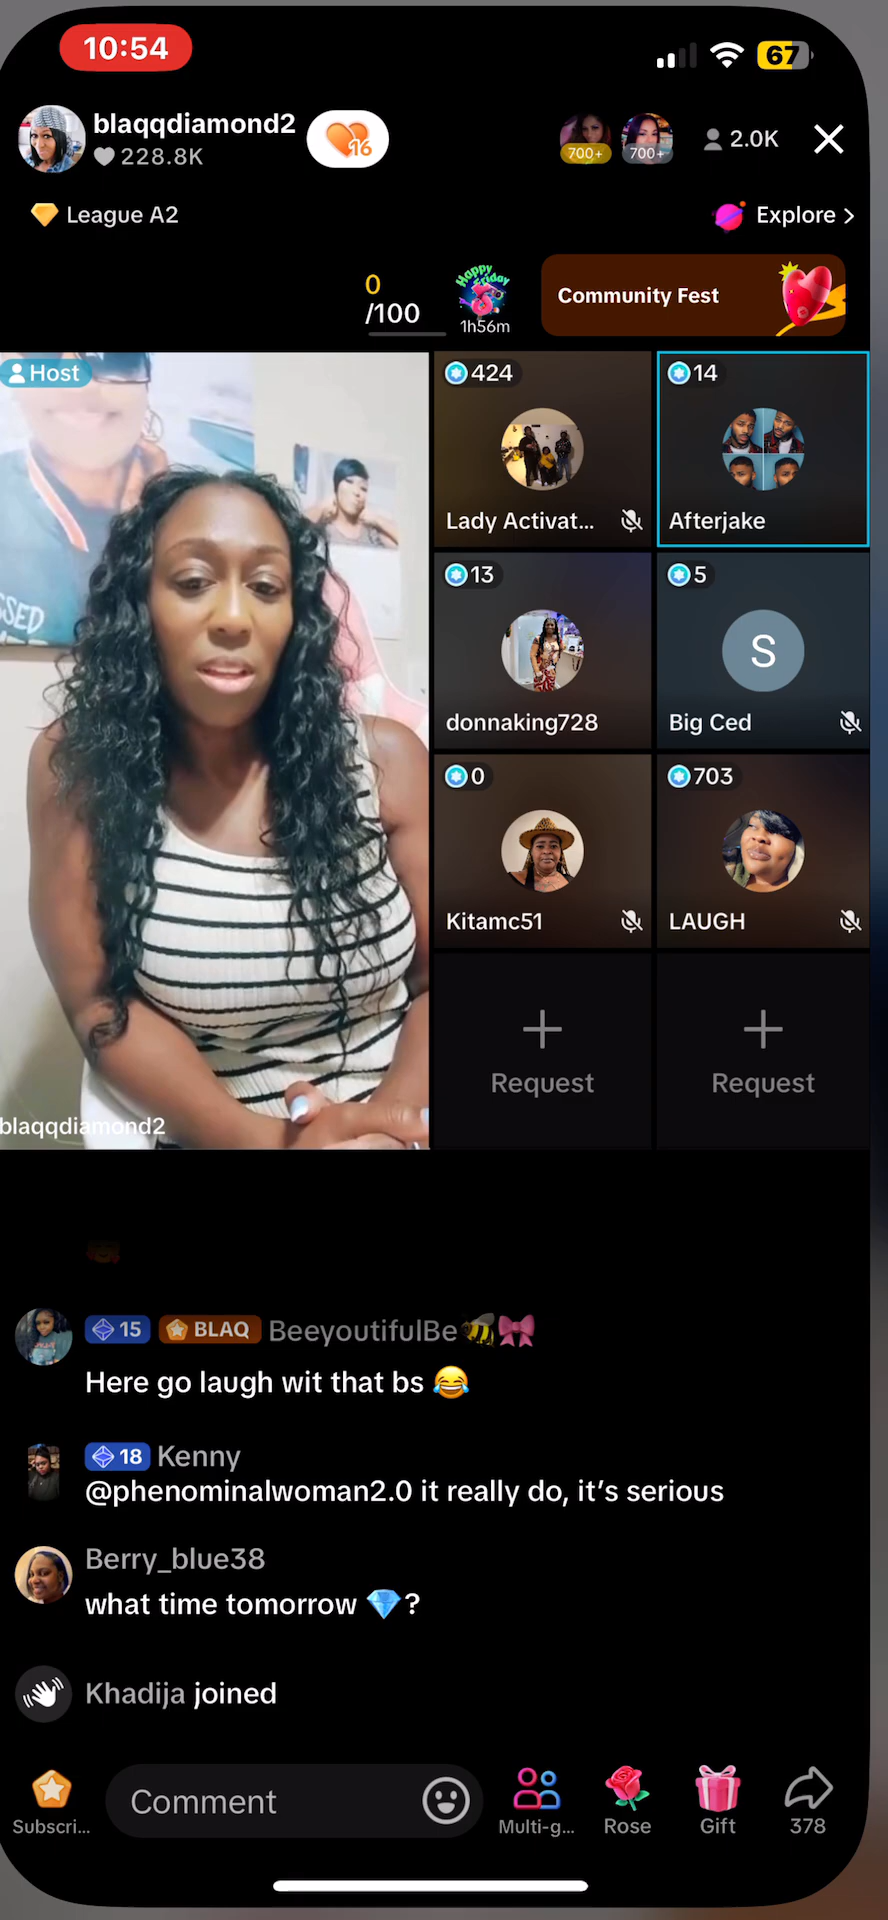 10:54
67
blaqqdiamond2
228.8K
16
700+
700+
2.0K
League A2
Explore
0
/100
Happy Friday
1h56m
Community Fest
Host
424
Lady Activat...
14
Afterjake
13
donnaking728
5
S
Big Ced
0
Kitamc51
703
LAUGH
SSED
Request
Request
blaqqdiamond2
15 BLAQ BeeyoutifulBe🐝🎀
Here go laugh wit that bs 😂
18 Kenny
@phenominalwoman2.0 it really do, it's serious
Berry_blue38
what time tomorrow 💎?
Khadija joined
Subscri...
Comment
Multi-g...
Rose
Gift
378